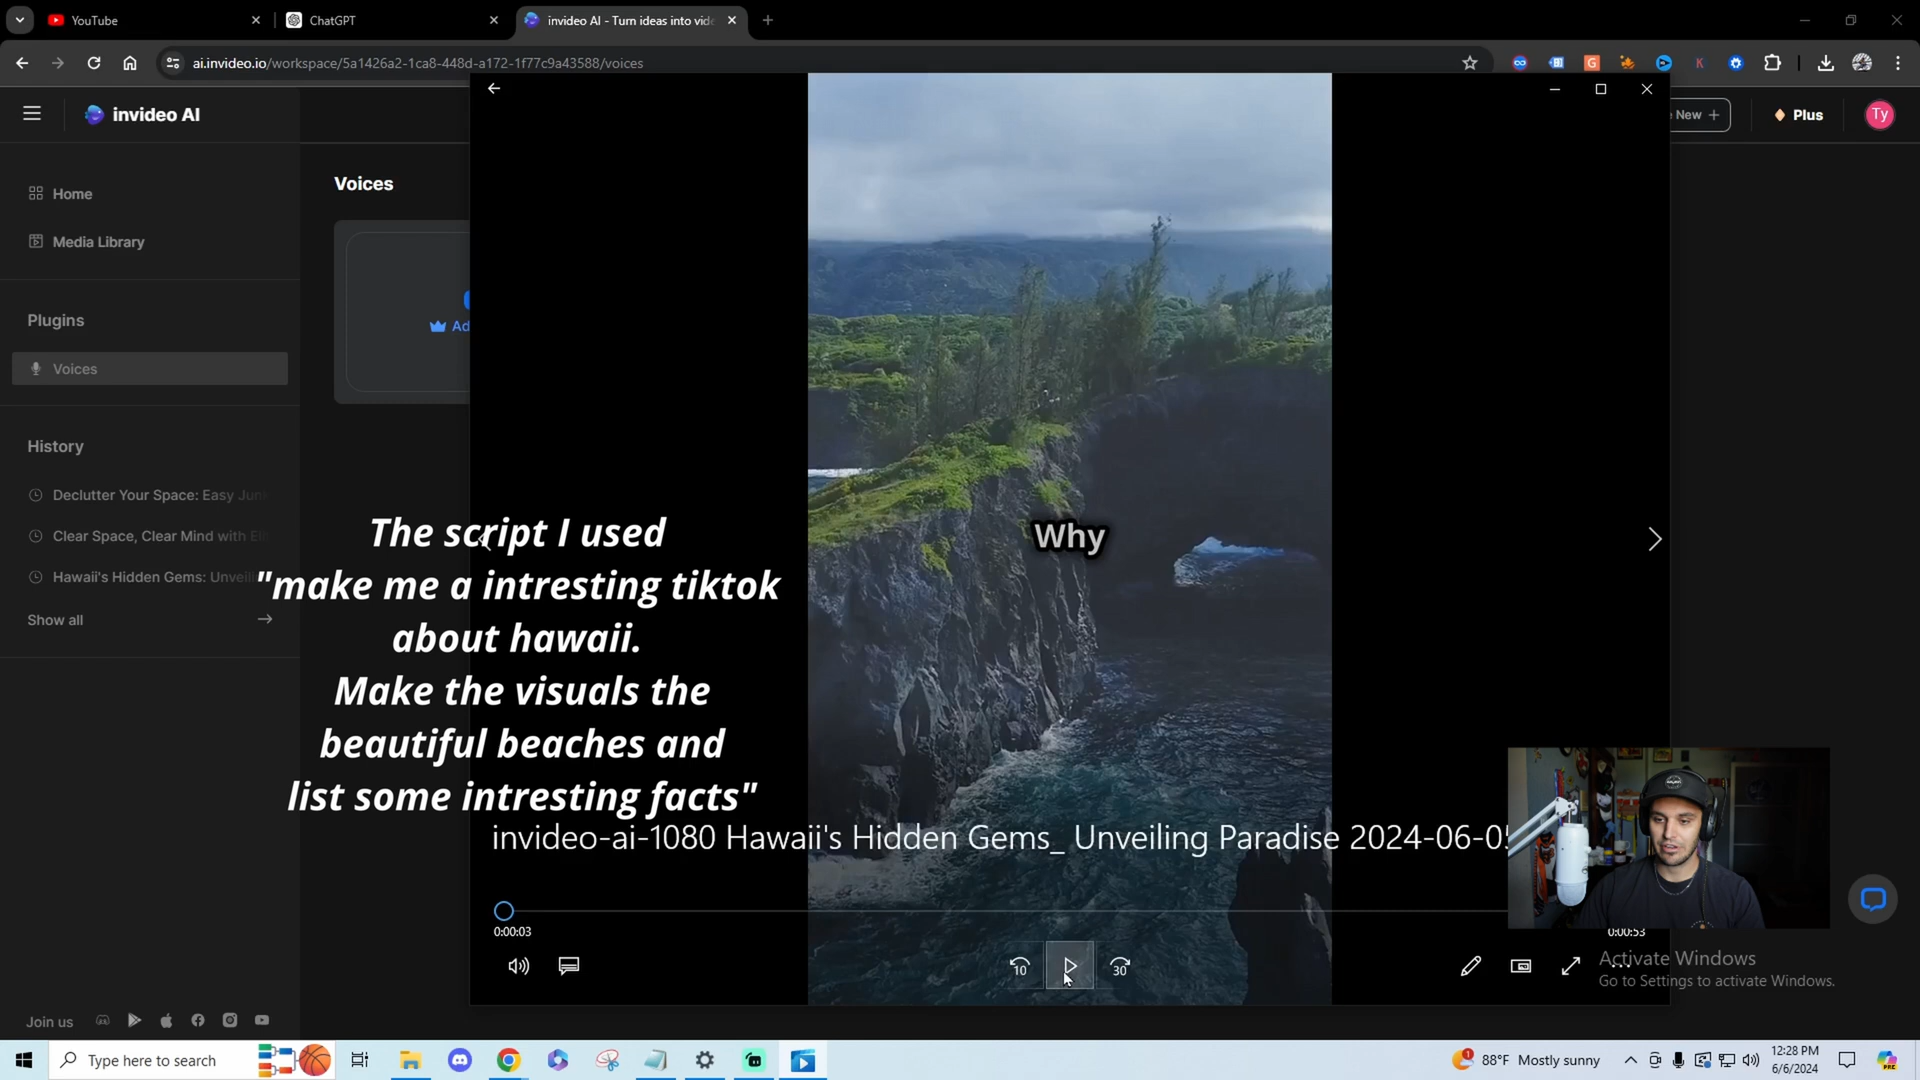 YouTube
ChatGPT
invideo AI - Turn ideas into vide
ai.invideo.io/workspace/5a1426a2-1ca8-448d-a172-1f77c9a43588/voices
invideo AI
New +
Plus
Ty
Home
Media Library
Plugins
Voices
History
Declutter Your Space: Easy Junk
Clear Space, Clear Mind with
Hawaii's Hidden Gems: Unveil
Show all
Join us
Voices
Ad
Why
The script I used
"make me a intresting tiktok
about hawaii.
Make the visuals the
beautiful beaches and
list some intresting facts"
invideo-ai-1080 Hawaii's Hidden Gems_ Unveiling Paradise 2024-06-05
0:00:03
0:00:53
10
30
Activate Windows
Go to Settings to activate Windows.
Type here to search
88°F Mostly sunny
12:28 PM
6/6/2024